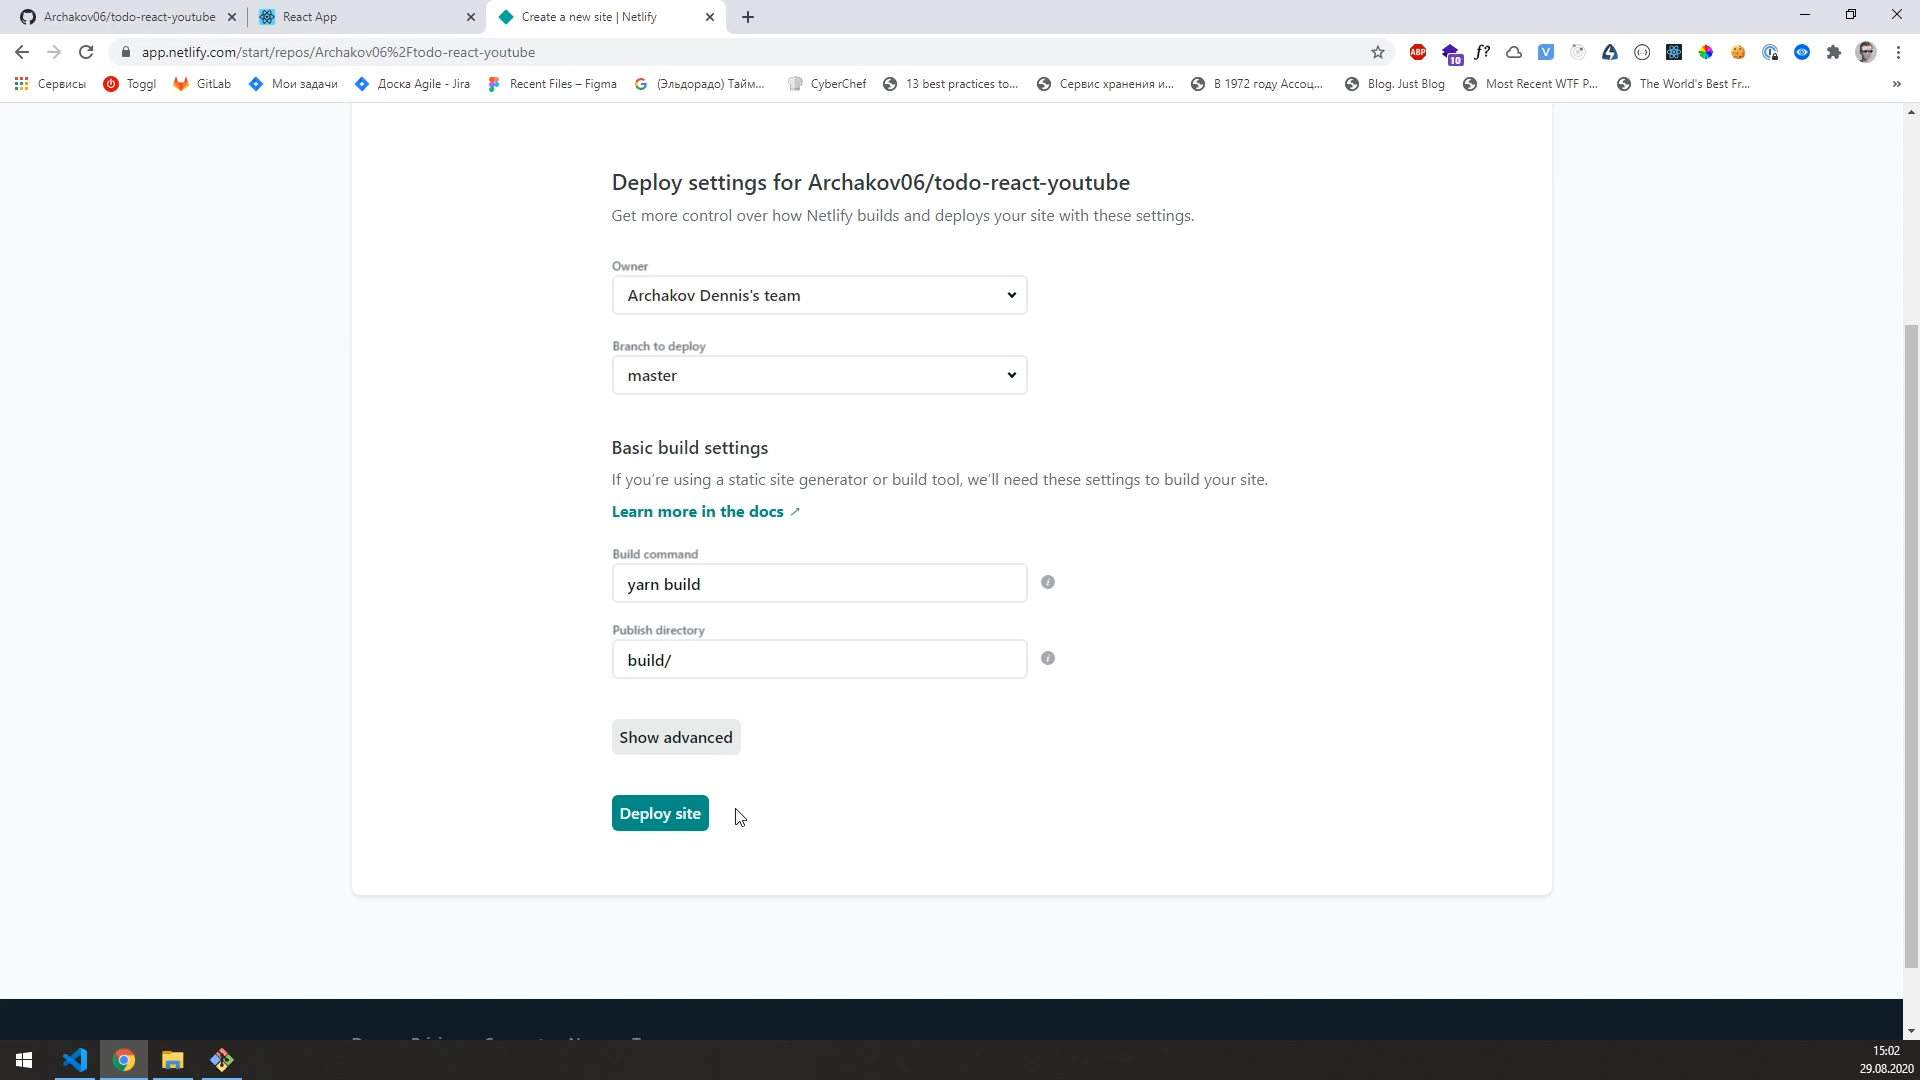 Archakov06/todo-react-youtube
React App
Create a new site | Netlify
app.netlify.com/start/repos/Archakov06%2Ftodo-react-youtube
ABP
10
f?
V
Сервисы
Toggl
GitLab
Мои задачи
Доска Agile - Jira
Recent Files – Figma
(Эльдорадо) Тайм...
CyberChef
13 best practices to...
Сервис хранения и...
В 1972 году Ассоц...
Blog. Just Blog
Most Recent WTF P...
The World's Best Fr...
Deploy settings for Archakov06/todo-react-youtube
Get more control over how Netlify builds and deploys your site with these settings.
Owner
Archakov Dennis's team
Branch to deploy
master
Basic build settings
If you're using a static site generator or build tool, we'll need these settings to build your site.
Learn more in the docs ↗
Build command
yarn build
Publish directory
build/
Show advanced
Deploy site
15:02
29.08.2020